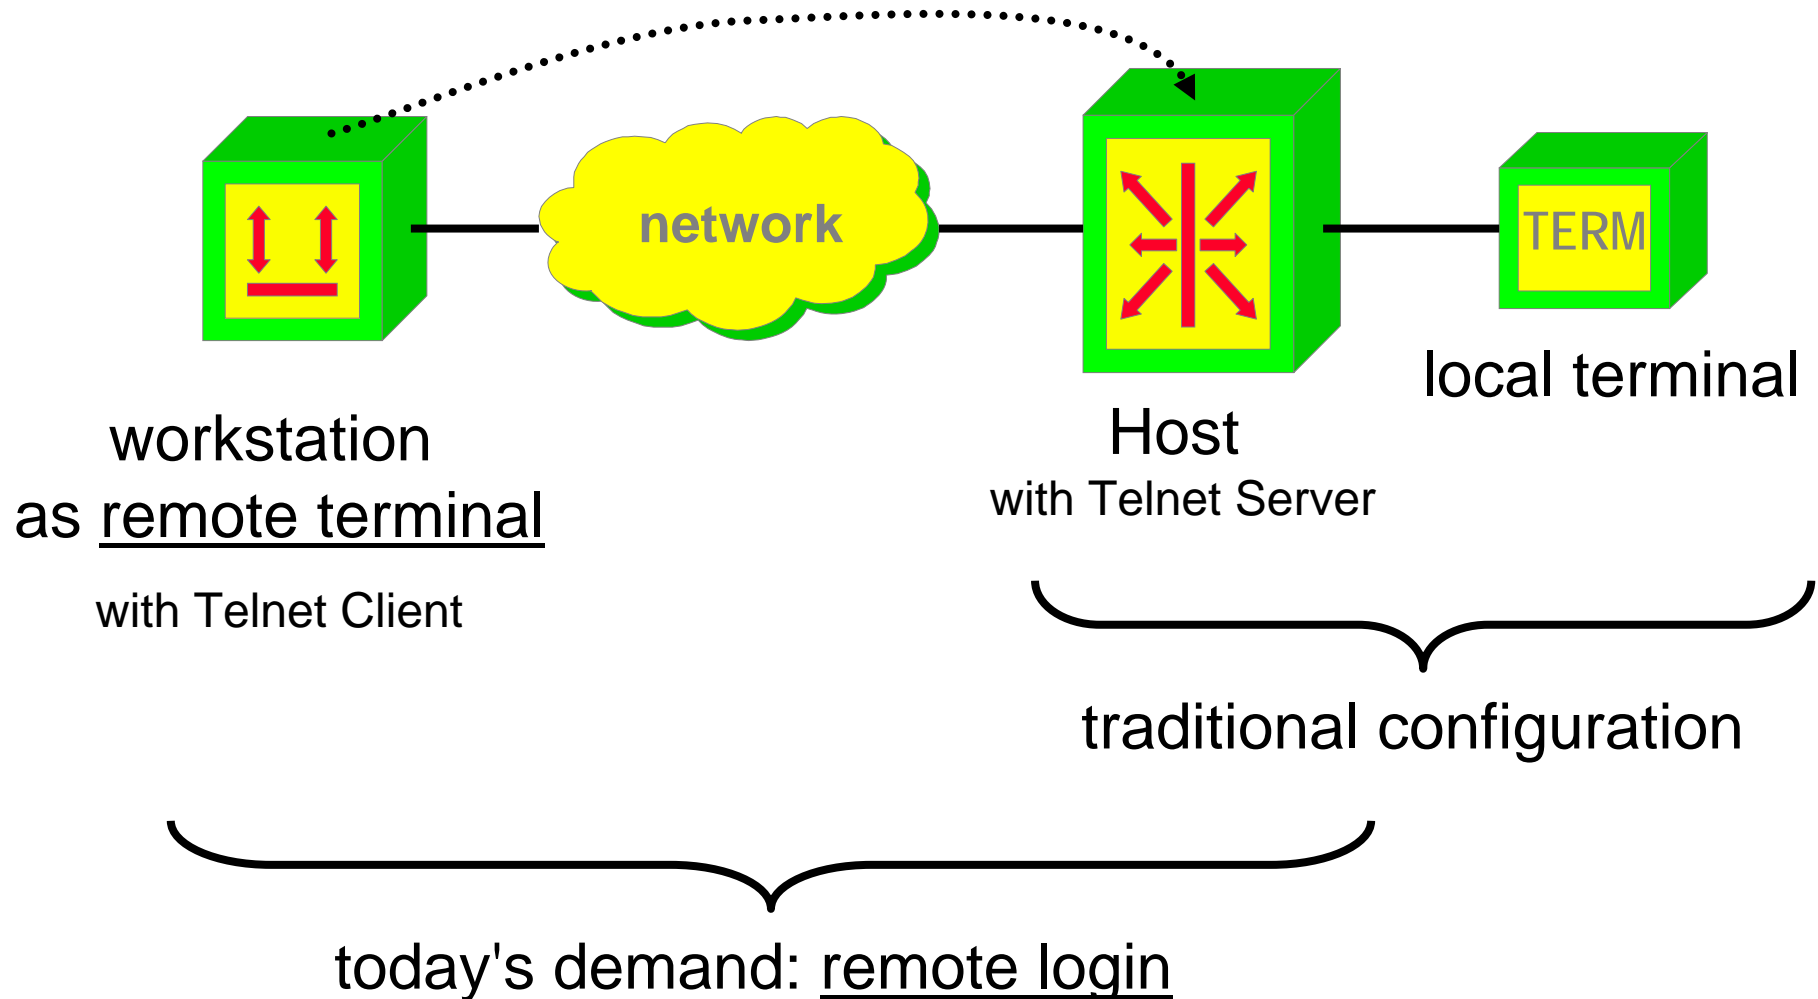 network
TERM
local terminal
workstation
as remote terminal
with Telnet Client
Host
with Telnet Server
traditional configuration
today's demand: remote login